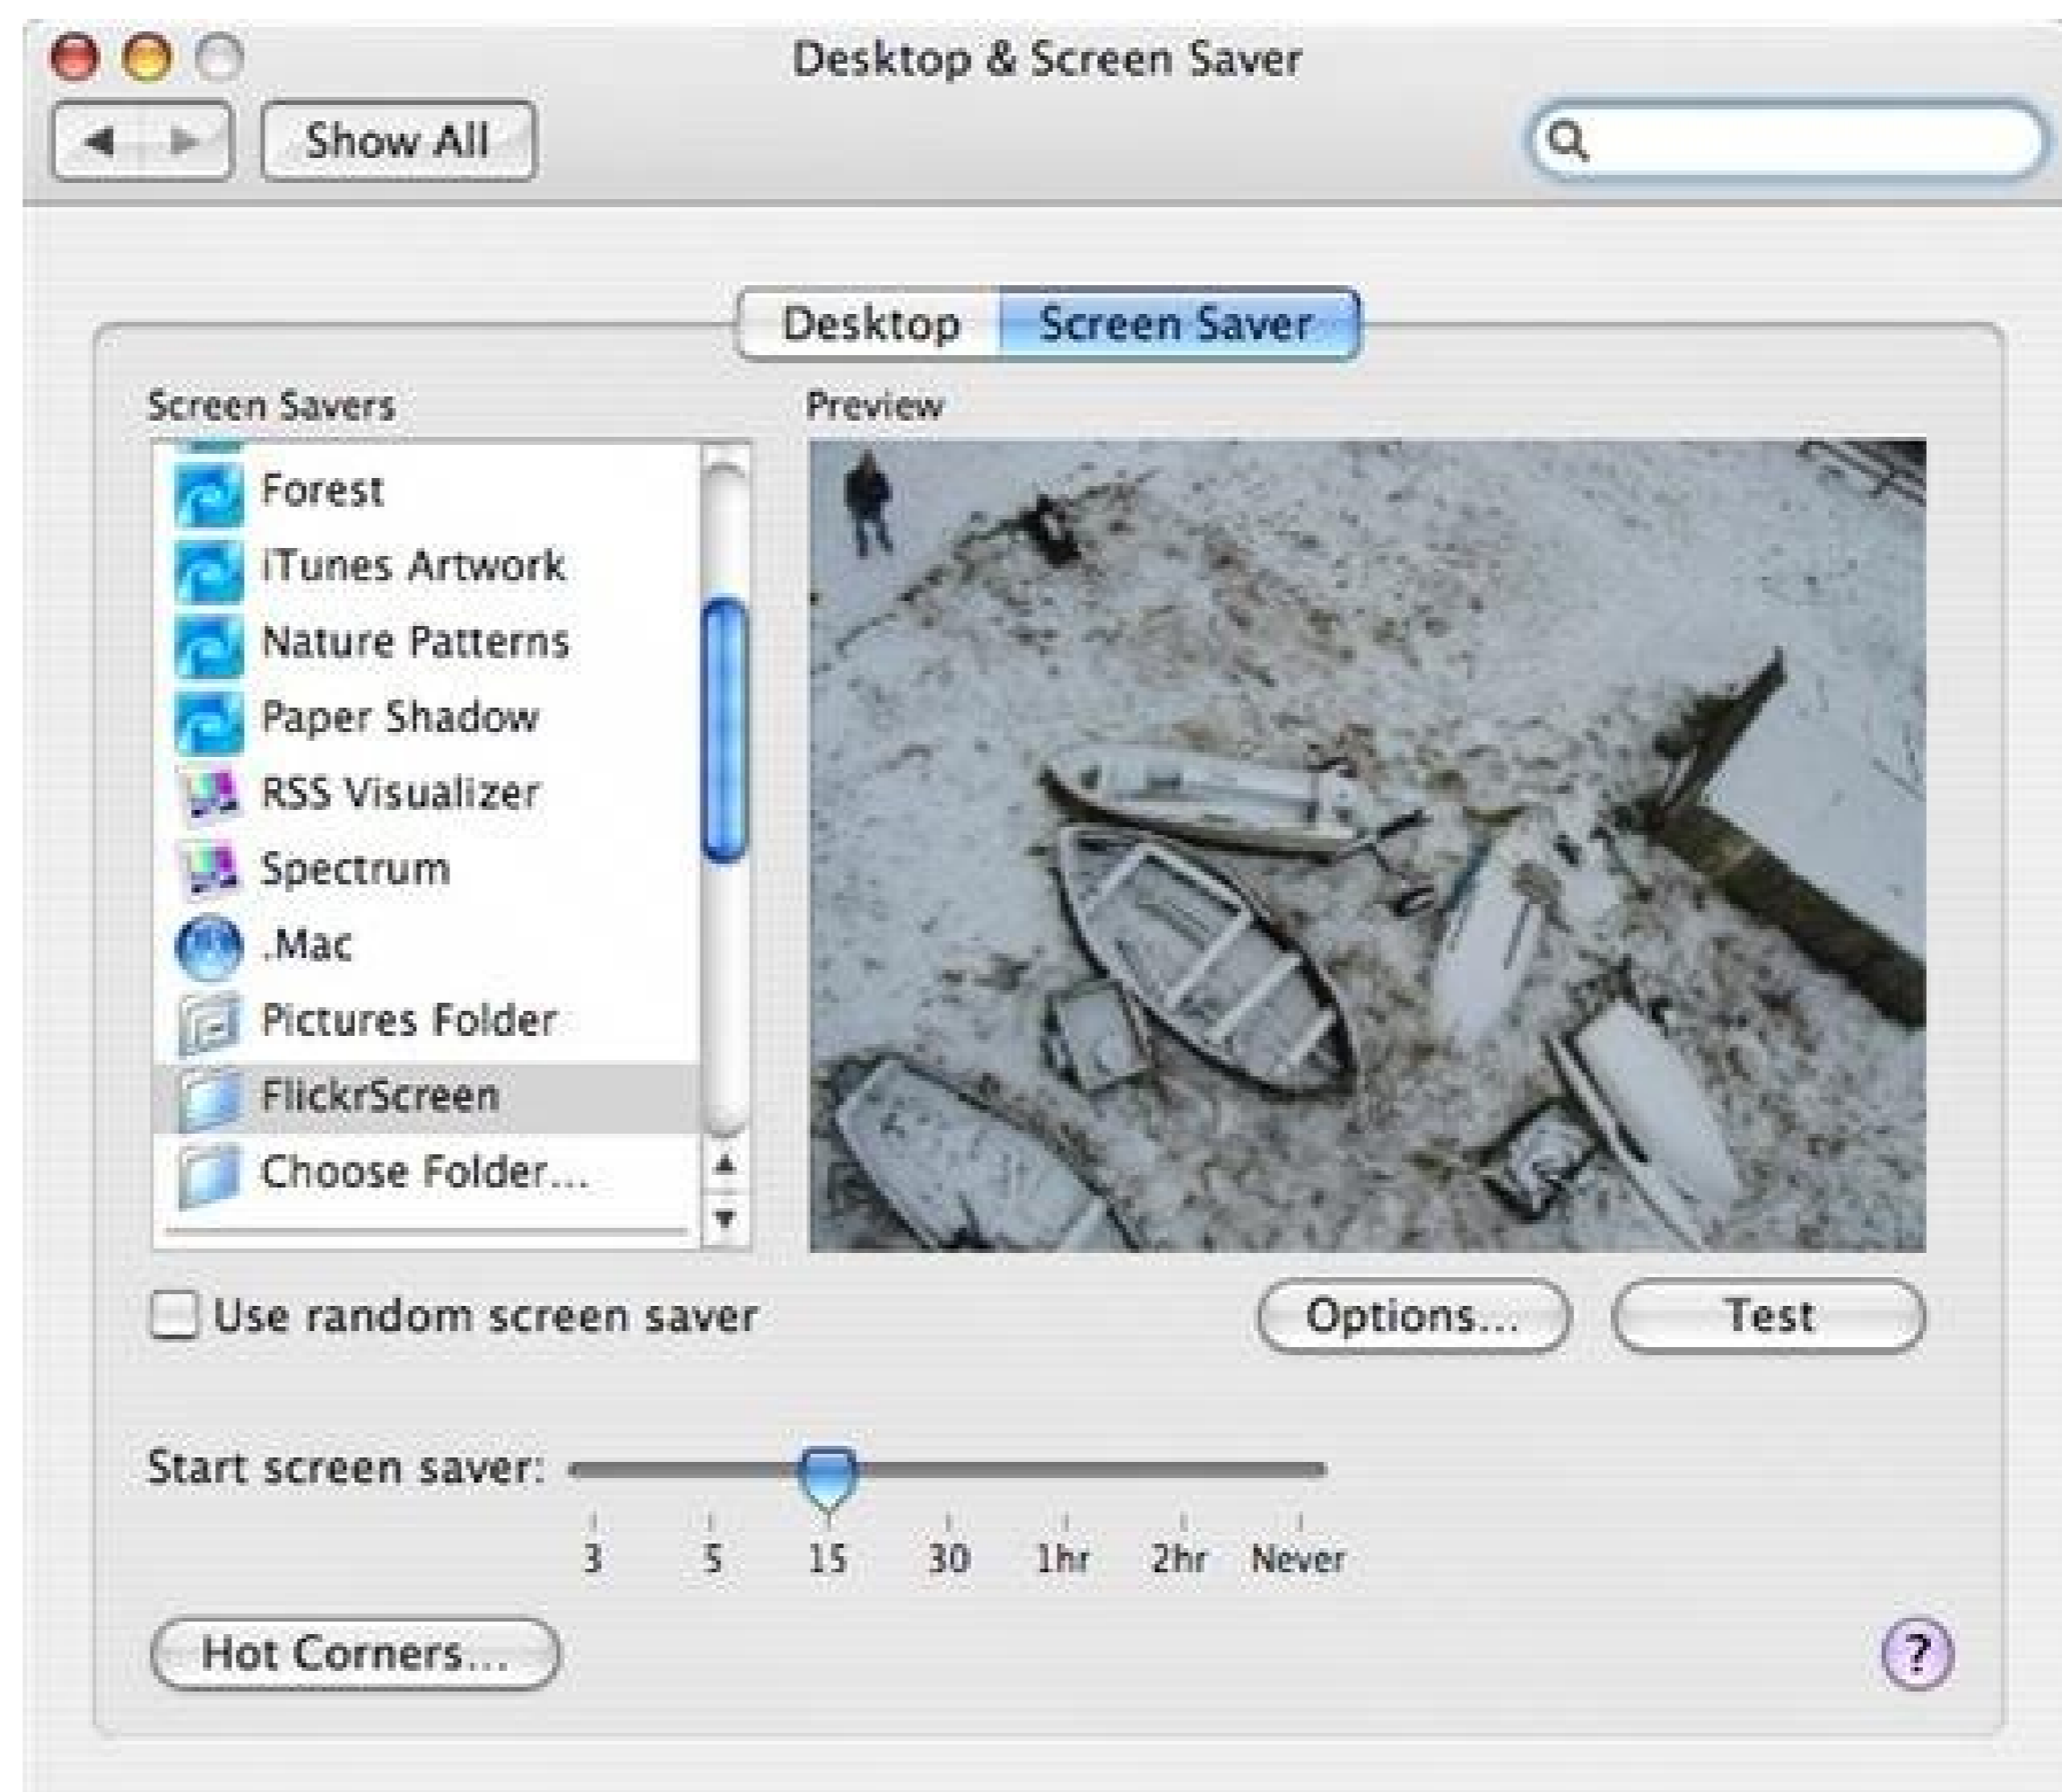 Desktop & Screen Saver
Show All
Desktop Screen Saver
Screen Savers
Preview
Forest
iTunes Artwork
Nature Patterns
Paper Shadow
RSS Visualizer
Spectrum
.Mac
Pictures Folder
FlickrScreen
Choose Folder...
Use random screen saver
Options...
Test
Start screen saver:
3 5 15 30 1hr 2hr Never
Hot Corners...
?